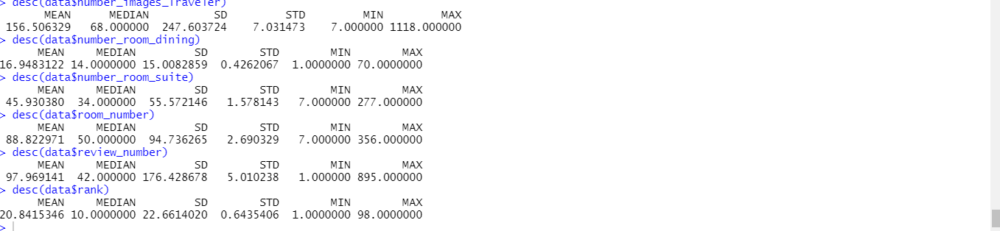 > desc(data$number_images_Traveler)
MEAN MEDIAN SD STD MIN MAX
156.506329 68.000000 247.603724 7.031473 7.000000 1118.000000
> desc(data$number_room_dining)
MEAN MEDIAN SD STD MIN MAX
16.9483122 14.0000000 15.0082859 0.4262067 1.0000000 70.0000000
> desc(data$number_room_suite)
MEAN MEDIAN SD STD MIN MAX
45.930380 34.000000 55.572146 1.578143 7.000000 277.000000
> desc(data$room_number)
MEAN MEDIAN SD STD MIN MAX
88.822971 50.000000 94.736265 2.690329 7.000000 356.000000
> desc(data$review_number)
MEAN MEDIAN SD STD MIN MAX
97.969141 42.000000 176.428678 5.010238 1.000000 895.000000
> desc(data$rank)
MEAN MEDIAN SD STD MIN MAX
20.8415346 10.0000000 22.6614020 0.6435406 1.0000000 98.0000000
>